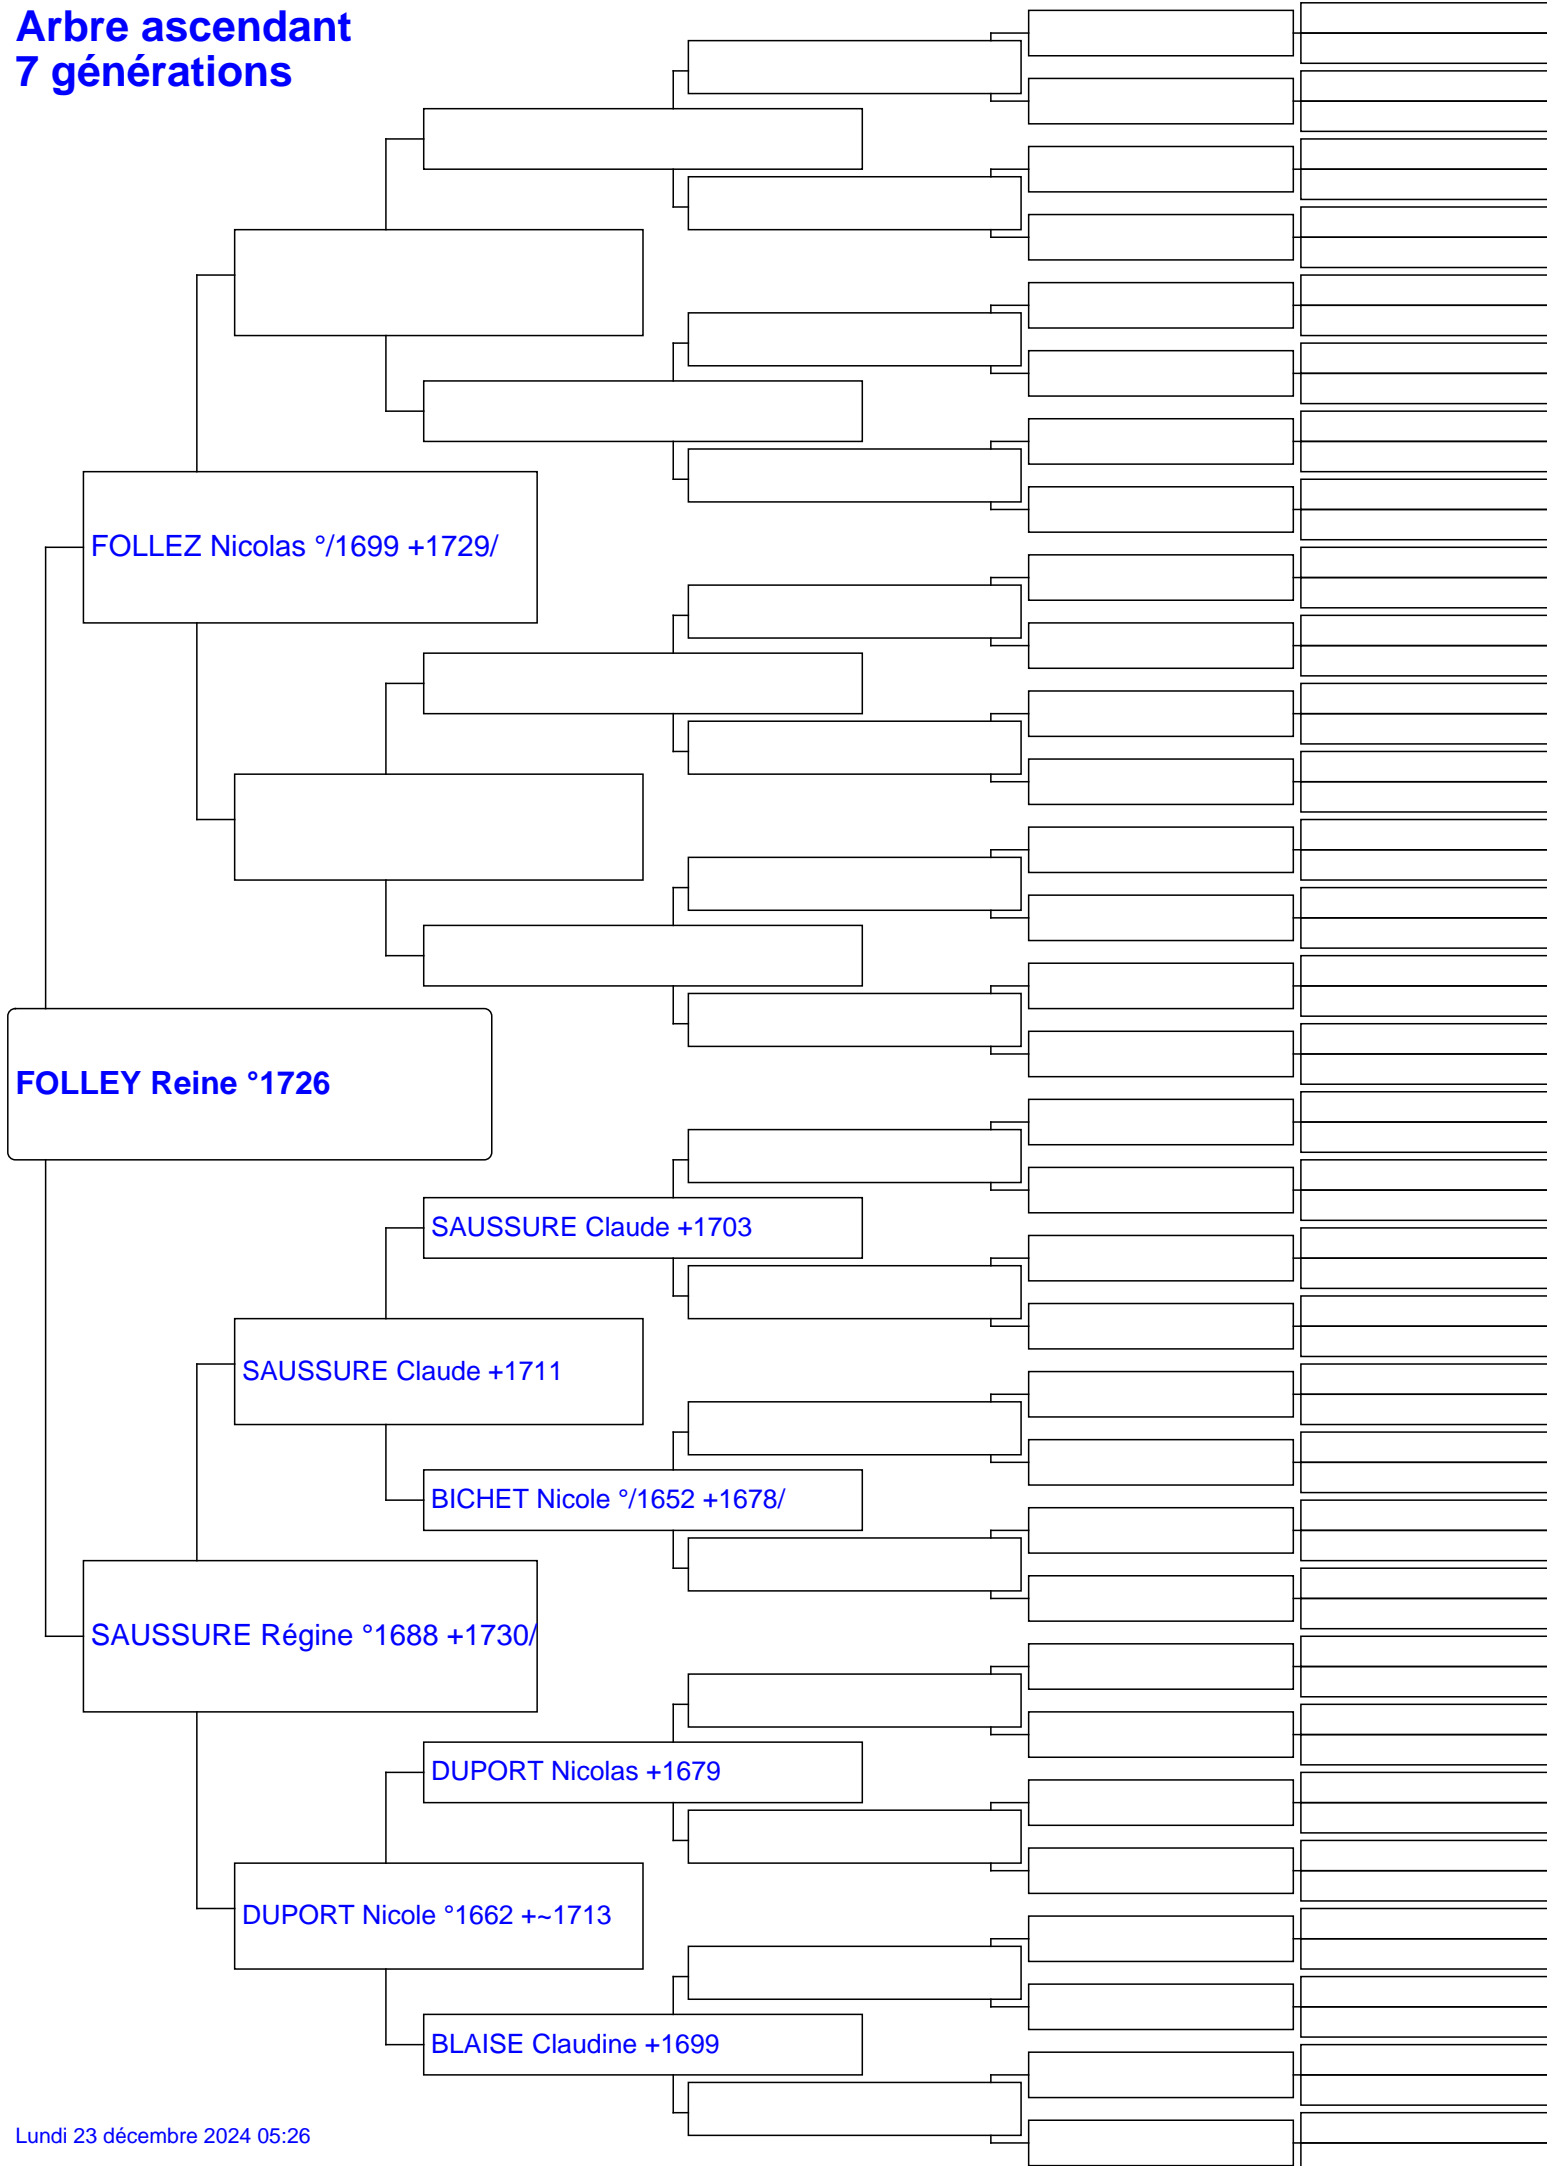 Arbre ascendant
7 générations
FOLLEZ Nicolas °/1699 +1729/
FOLLEY Reine °1726
SAUSSURE Claude +1703
SAUSSURE Claude +1711
BICHET Nicole °/1652 +1678/
SAUSSURE Régine °1688 +1730/
DUPORT Nicolas +1679
DUPORT Nicole °1662 +~1713
BLAISE Claudine +1699
Lundi 23 décembre 2024 05:26